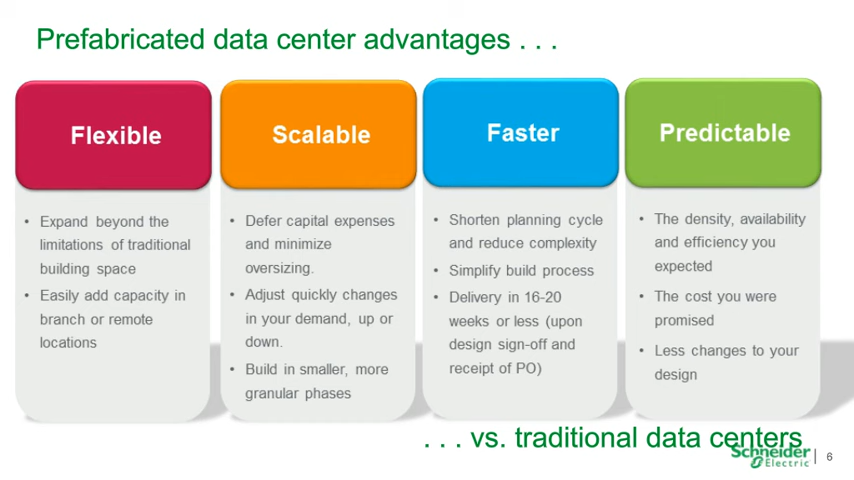 Prefabricated data center advantages . . .
Flexible
• Expand beyond the
limitations of traditional
building space
• Easily add capacity in
branch or remote
locations
Scalable
• Defer capital expenses
and minimize
oversizing.
• Adjust quickly changes
in your demand, up or
down.
• Build in smaller, more
granular phases
Faster
• Shorten planning cycle
and reduce complexity
• Simplify build process
• Delivery in 16-20
weeks or less (upon
design sign-off and
receipt of PO)
Predictable
• The density, availability
and efficiency you
expected
• The cost you were
promised
• Less changes to your
design
. . . vs. traditional data centers
Schneider
Electric
6